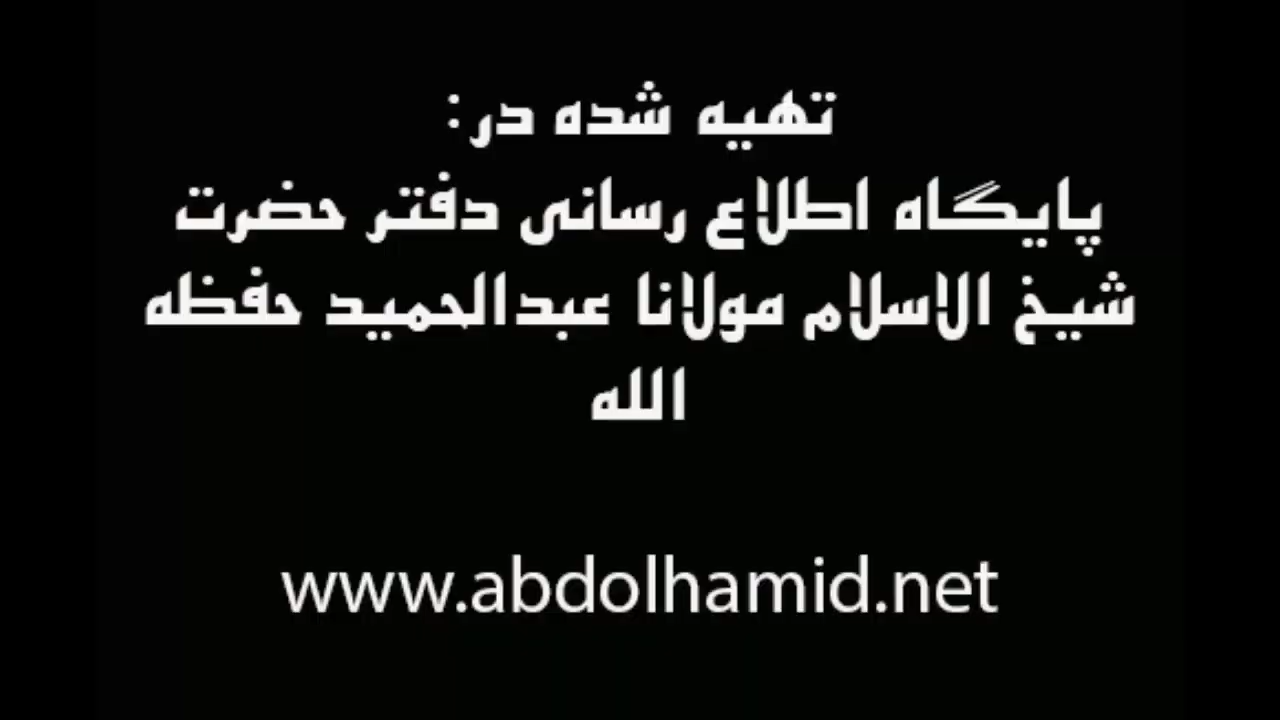 تهیه شده در:
پایگاه اطلاع رسانی دفتر حضرت
شیخ الاسلام مولانا عبدالحمید حفظه
الله
www.abdolhamid.net